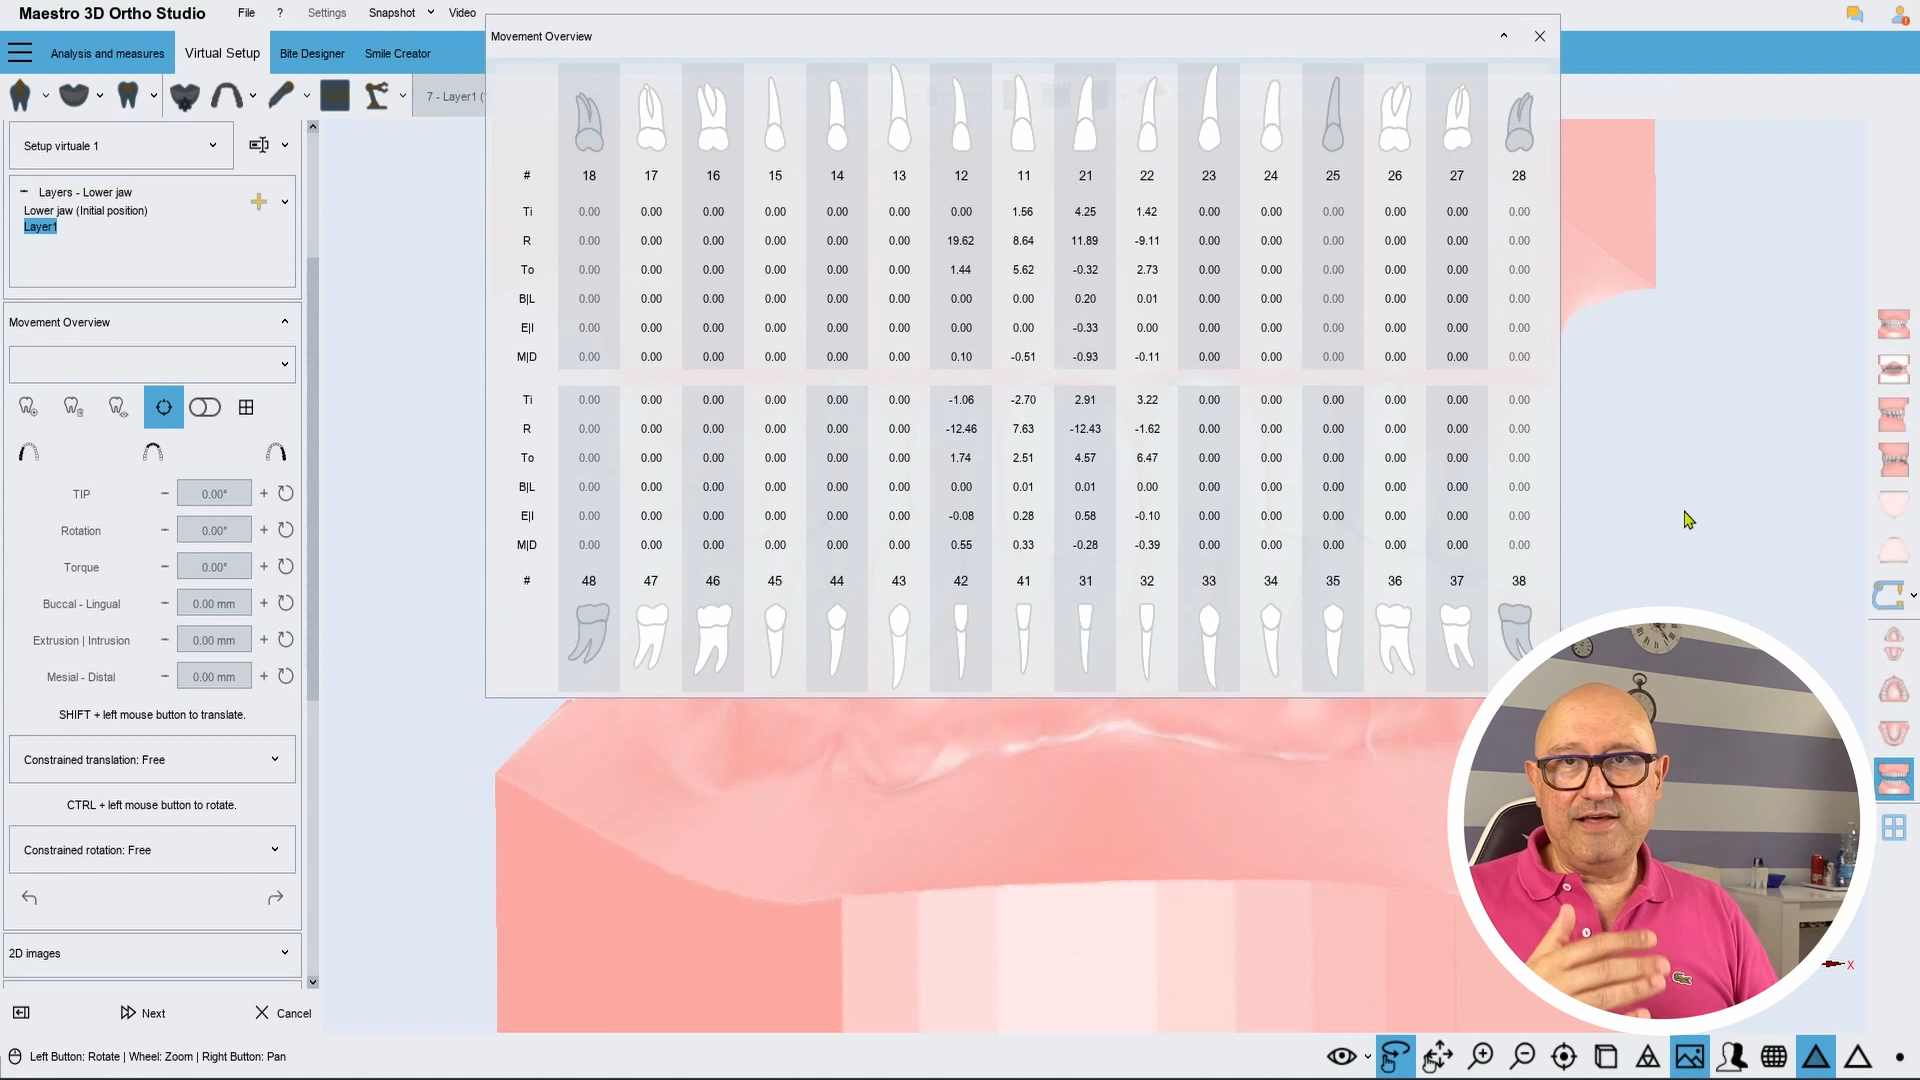 Maestro 3D Ortho Studio
File ? Settings Snapshot Video
Analysis and measures Virtual Setup Bite Designer Smile Creator
7 - Layer1 (
Setup virtuale 1
Layers - Lower jaw
Lower jaw (Initial position)
Layer1
Movement Overview
TIP 0.00°
Rotation 0.00°
Torque 0.00°
Buccal - Lingual 0.00 mm
Extrusion | Intrusion 0.00 mm
Mesial - Distal 0.00 mm
SHIFT + left mouse button to translate.
Constrained translation: Free
CTRL + left mouse button to rotate.
Constrained rotation: Free
2D images
Next Cancel
Left Button: Rotate | Wheel: Zoom | Right Button: Pan
Movement Overview
# 18 17 16 15 14 13 12 11 21 22 23 24 25 26 27 28
Ti 0.00 0.00 0.00 0.00 0.00 0.00 0.00 1.56 4.25 1.42 0.00 0.00 0.00 0.00 0.00 0.00
R 0.00 0.00 0.00 0.00 0.00 0.00 19.62 8.64 11.89 -9.11 0.00 0.00 0.00 0.00 0.00 0.00
To 0.00 0.00 0.00 0.00 0.00 0.00 1.44 5.62 -0.32 2.73 0.00 0.00 0.00 0.00 0.00 0.00
B|L 0.00 0.00 0.00 0.00 0.00 0.00 0.00 0.00 0.20 0.01 0.00 0.00 0.00 0.00 0.00 0.00
E|I 0.00 0.00 0.00 0.00 0.00 0.00 0.00 0.00 -0.33 0.00 0.00 0.00 0.00 0.00 0.00 0.00
M|D 0.00 0.00 0.00 0.00 0.00 0.00 0.10 -0.51 -0.93 -0.11 0.00 0.00 0.00 0.00 0.00 0.00
Ti 0.00 0.00 0.00 0.00 0.00 0.00 -1.06 -2.70 2.91 3.22 0.00 0.00 0.00 0.00 0.00 0.00
R 0.00 0.00 0.00 0.00 0.00 0.00 -12.46 7.63 -12.43 -1.62 0.00 0.00 0.00 0.00 0.00 0.00
To 0.00 0.00 0.00 0.00 0.00 0.00 1.74 2.51 4.57 6.47 0.00 0.00 0.00 0.00 0.00 0.00
B|L 0.00 0.00 0.00 0.00 0.00 0.00 0.00 0.01 0.01 0.00 0.00 0.00 0.00 0.00 0.00 0.00
E|I 0.00 0.00 0.00 0.00 0.00 0.00 -0.08 0.28 0.58 -0.10 0.00 0.00 0.00 0.00 0.00 0.00
M|D 0.00 0.00 0.00 0.00 0.00 0.00 0.55 0.33 -0.28 -0.39 0.00 0.00 0.00 0.00 0.00 0.00
# 48 47 46 45 44 43 42 41 31 32 33 34 35 36 37 38
X